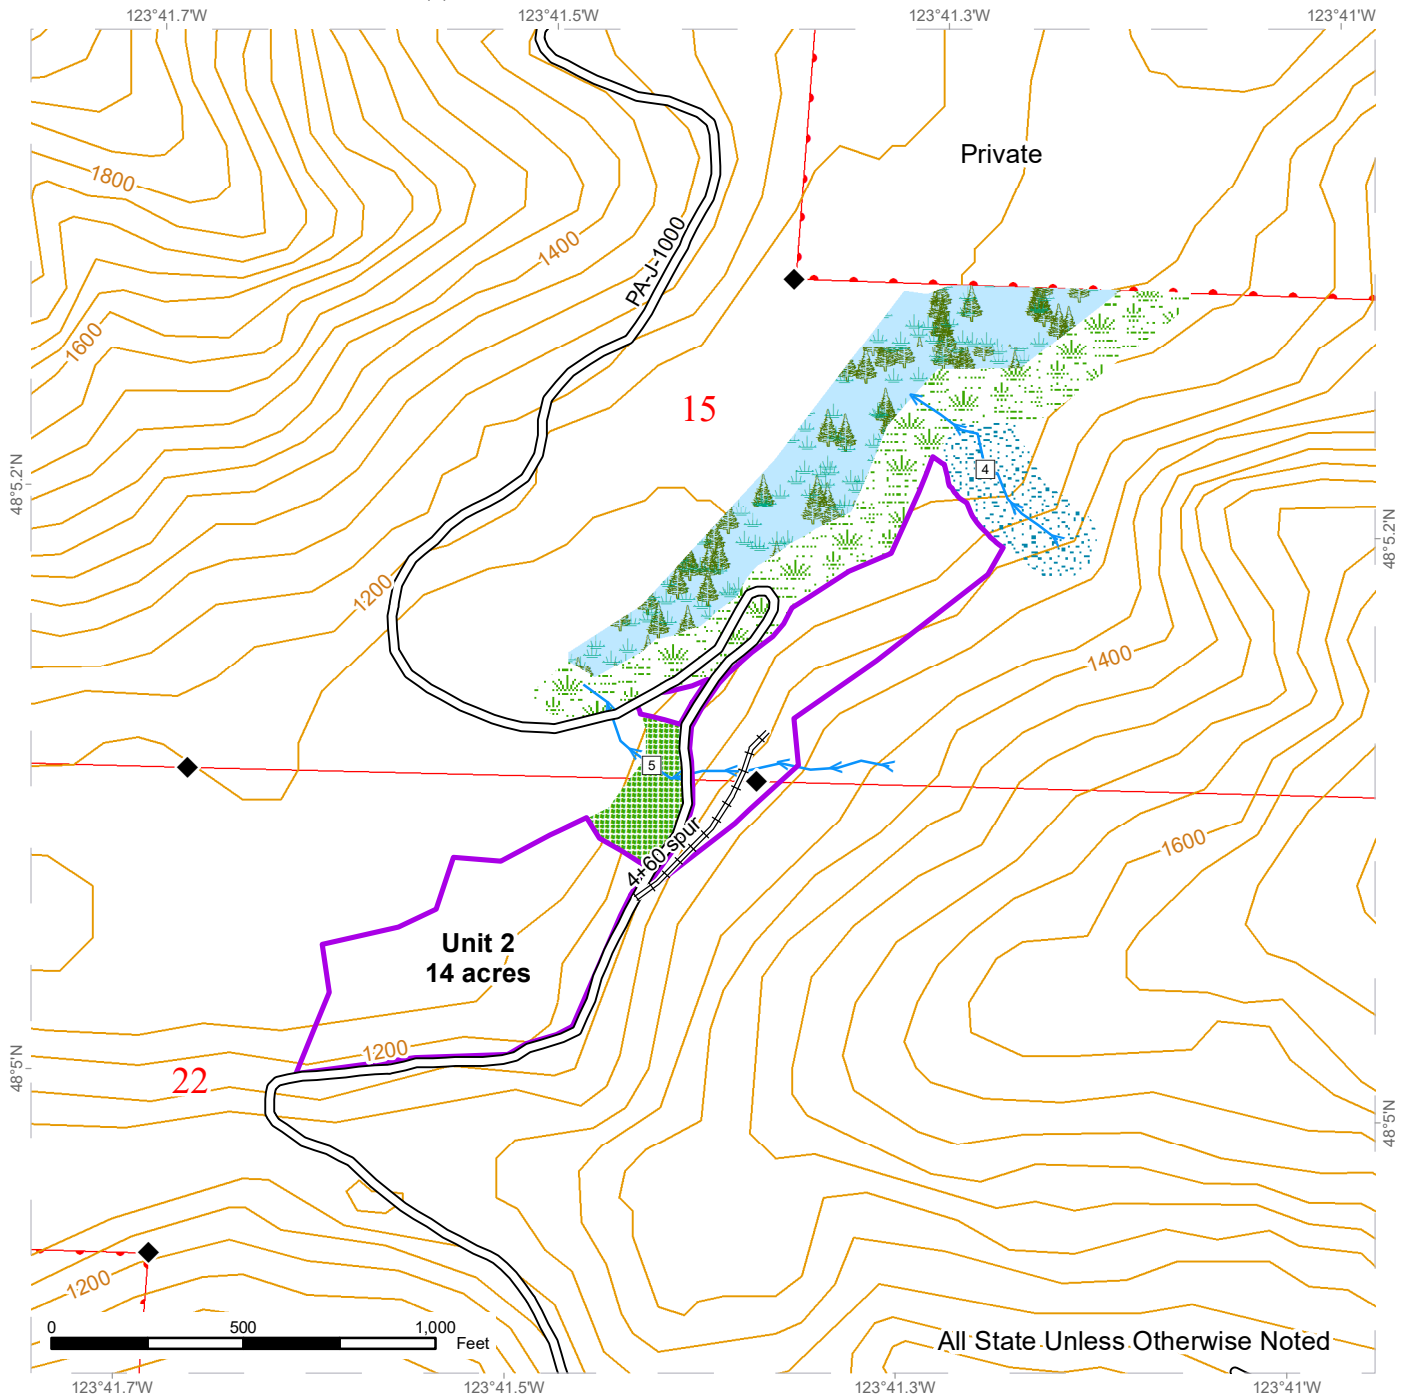 123°41.7'W
123°41.5'W
123°41.3'W
123°41'W
Private
1800
1400
PA-J-1000
1600
15
4
48°5.2'N
48°5.2'N
1200
1400
5
1600
4+60 spur
Unit 2
14 acres
1200
22
48°5'N
48°5'N
1200
0
500
1,000
Feet
All State Unless Otherwise Noted
123°41.7'W
123°41.5'W
123°41.3'W
123°41'W